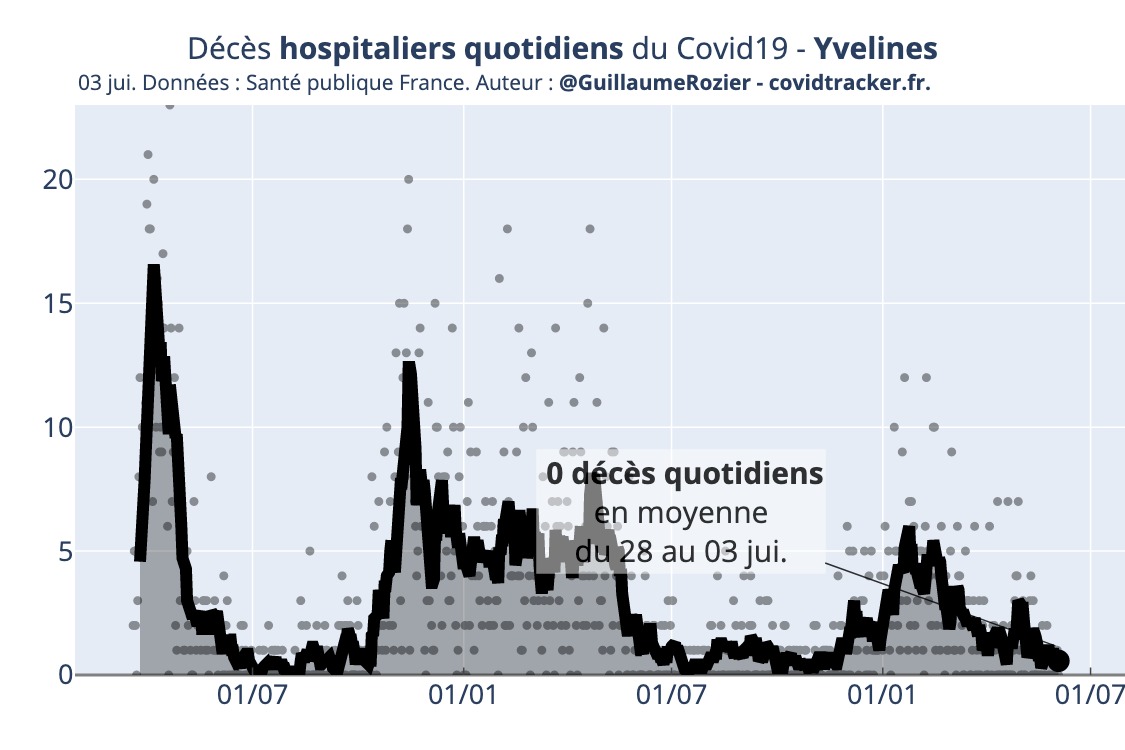 Décès hospitaliers quotidiens du Covid19 - Yvelines
03 jui. Données : Santé publique France. Auteur : @GuillaumeRozier - covidtracker.fr.
20
15
10
5
0
0 décès quotidiens
en moyenne
du 28 au 03 jui.
01/07 01/01 01/07 01/01 01/07